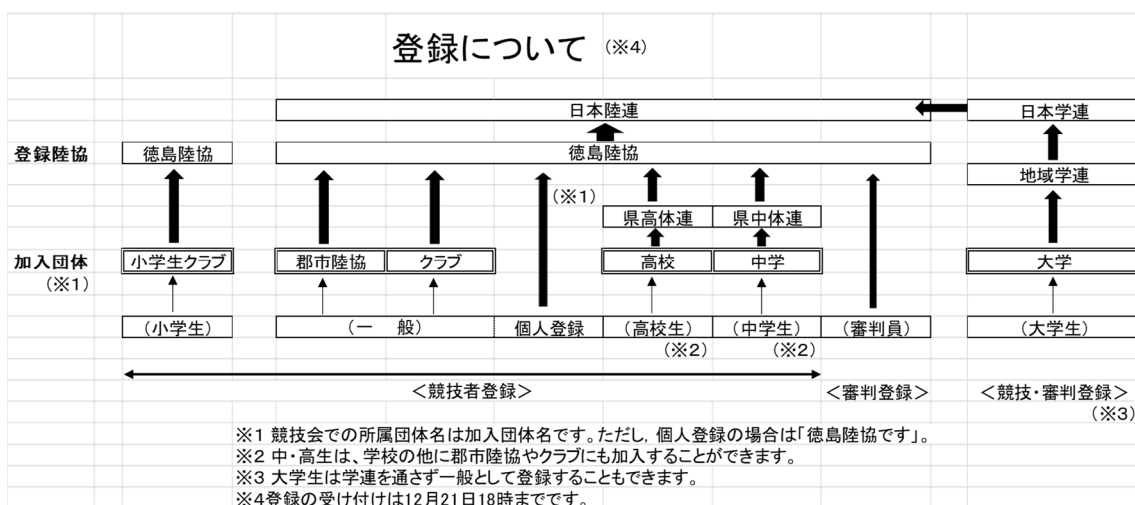 登録について (※4)
日本陸連 日本学連
登録陸協 徳島陸協 徳島陸協
地域学連
(※1)
県高体連 県中体連
加入団体 小学生クラブ 郡市陸協 クラブ 高校 中学 大学
(※1)
(小学生) (一 般) 個人登録 (高校生) (中学生) (審判員) (大学生)
(※2) (※2)
<競技者登録> <審判登録> <競技・審判登録>
(※3)
※1 競技会での所属団体名は加入団体名です。ただし, 個人登録の場合は「徳島陸協です」。
※2 中・高生は、学校の他に郡市陸協やクラブにも加入することができます。
※3 大学生は学連を通さず一般として登録することもできます。
※4登録の受け付けは12月21日18時までです。